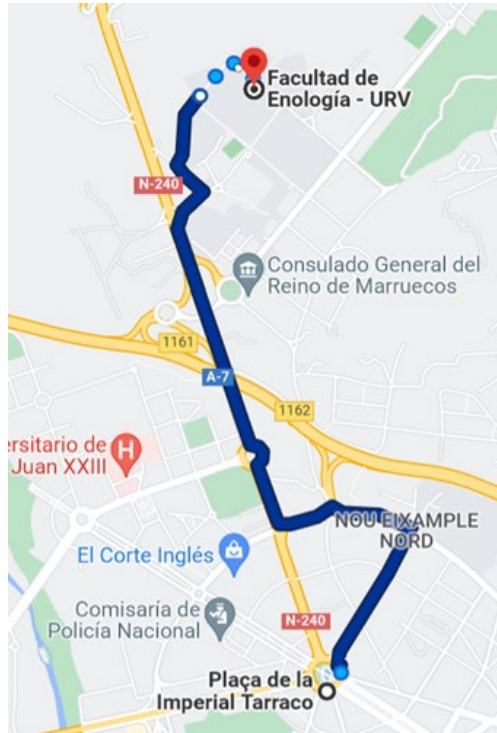 Facultad de
Enología - URV
N-240
Consulado General del
Reino de Marruecos
1161
A-7
1162
ersitario de
Juan XXIII
H
NOU EIXAMPLE
NORD
El Corte Inglés
Comisaría de
Policía Nacional
N-240
Plaça de la
Imperial Tarraco